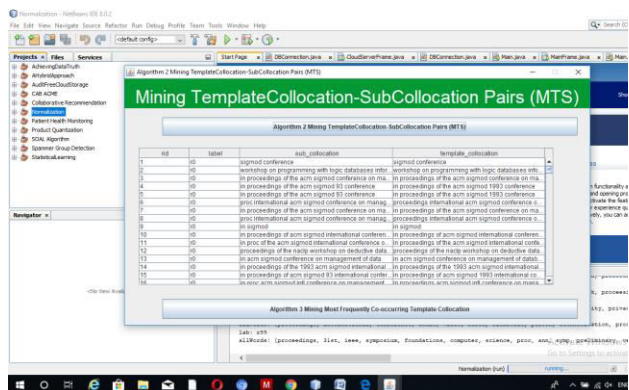 Normalization - NetBeans IDE 8.0.2
File Edit View Navigate Source Refactor Run Debug Profile Team Tools Window Help
<default config>
Projects Files Services
Start Page DBConnection.java CloudServerFrame.java DBConnection.java Main.java MainFrame.java
AchievingDataTruth
AHybridApproach
AuditFreeCloudStorage
CAB ACME
Collaborative Recommendation
Normalization
Patient Health Monitoring
Product Quantization
SOAL Algorithm
Spammer Group Detection
StatisticalLearning
Navigator
Algorithm 2 Mining TemplateCollocation-SubCollocation Pairs (MTS)
Mining TemplateCollocation-SubCollocation Pairs (MTS)
Algorithm 2 Mining TemplateCollocation-SubCollocation Pairs (MTS)
rid label sub_collocation template_collocation
1 r0 sigmod conference sigmod conference
2 r0 workshop on programming with logic databases infor... workshop on programming with logic databases info...
3 r0 in proceedings of the acm sigmod conference on ma... in proceedings of the acm sigmod conference on ma...
4 r0 in proceedings of acm sigmod 93 conference in proceedings of acm sigmod 1993 conference
5 r0 in proceedings of acm sigmod 93 conference in proceedings of acm sigmod 1993 conference
6 r0 proc international acm sigmod conference on manag... proceedings international acm sigmod conference o...
7 r0 in proceedings of the acm sigmod conference on ma... in proceedings of the acm sigmod conference on ma...
8 r0 proc international acm sigmod conference on manag... proceedings international acm sigmod conference o...
9 r0 in sigmod in sigmod
10 r0 in proceedings of acm sigmod international conferen... in proceedings of acm sigmod international conferen...
11 r0 in proc of the acm sigmod international conference o... in proceedings of the acm sigmod international confe...
12 r0 proceedings of the naclp workshop on deductive data... proceedings of the naclp workshop on deductive data...
13 r0 in acm sigmod conference on management of data in acm sigmod conference on management of datab...
14 r0 in proceedings of the 1993 acm sigmod international ... in proceedings of the 1993 acm sigmod international ...
15 r0 in proceedings of acm sigmod 93 international confer... in proceedings of acm sigmod 1993 international co...
Algorithm 3 Mining Most Frequently Co-occurring Template Collocation
lab: r99
allWords: [proceedings, 31st, ieee, symposium, foundations, computer, science, proc, ann, symp, preliminary, ve
Go to Settings to activate
Normalization (run) running...